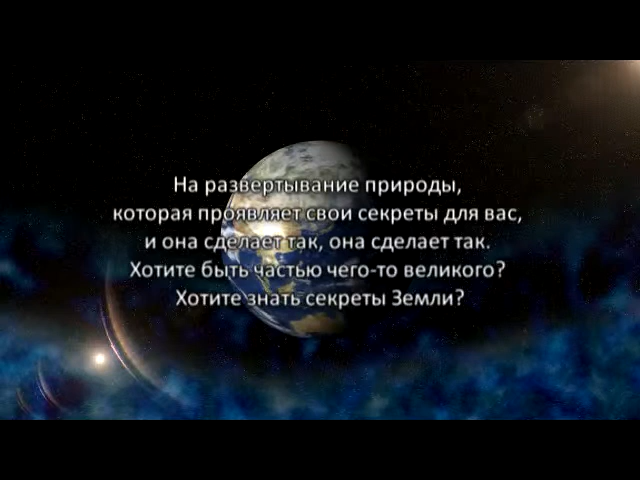 На развертывание природы,
которая проявляет свои секреты для вас,
и она сделает так, она сделает так.
Хотите быть частью чего-то великого?
Хотите знать секреты Земли?